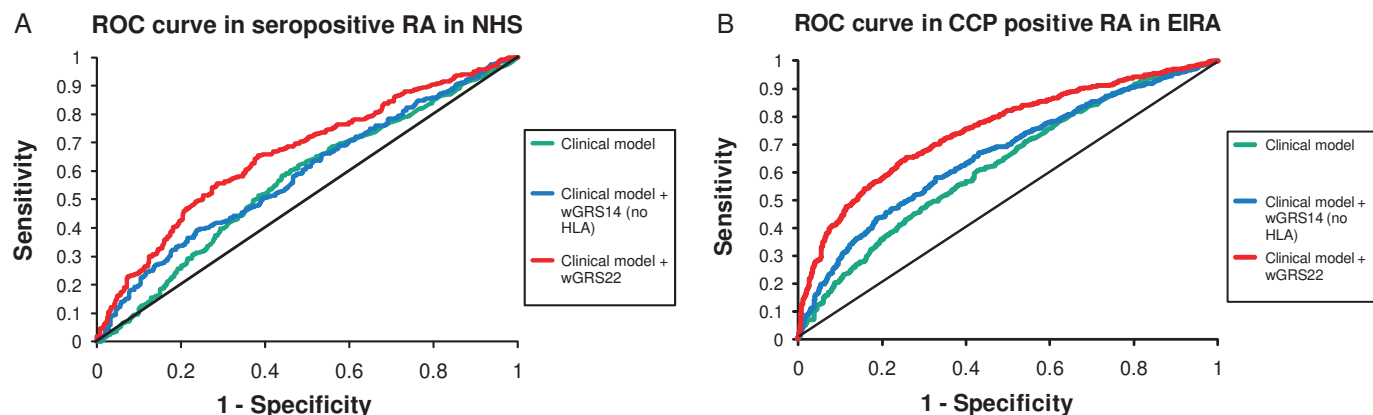 A
ROC curve in seropositive RA in NHS
Sensitivity
1
0.9
0.8
0.7
0.6
0.5
0.4
0.3
0.2
0.1
0
0 0.2 0.4 0.6 0.8 1
1 - Specificity
Clinical model
Clinical model +
wGRS14 (no
HLA)
Clinical model +
wGRS22
B
ROC curve in CCP positive RA in EIRA
Sensitivity
1
0.9
0.8
0.7
0.6
0.5
0.4
0.3
0.2
0.1
0
0 0.2 0.4 0.6 0.8 1
1 - Specificity
Clinical model
Clinical model +
wGRS14 (no
HLA)
Clinical model +
wGRS22